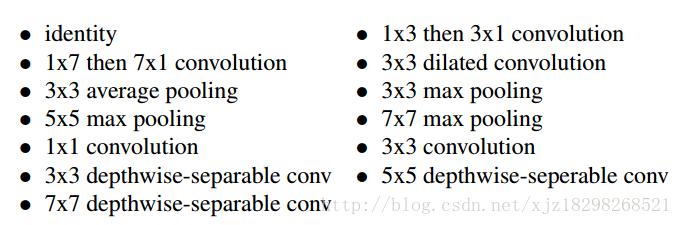 • identity
• 1x7 then 7x1 convolution
• 3x3 average pooling
• 5x5 max pooling
• 1x1 convolution
• 3x3 depthwise-separable conv
• 7x7 depthwise-separable conv
• 1x3 then 3x1 convolution
• 3x3 dilated convolution
• 3x3 max pooling
• 7x7 max pooling
• 3x3 convolution
• 5x5 depthwise-seperable conv
http://blog.csdn.net/xjz18298268521